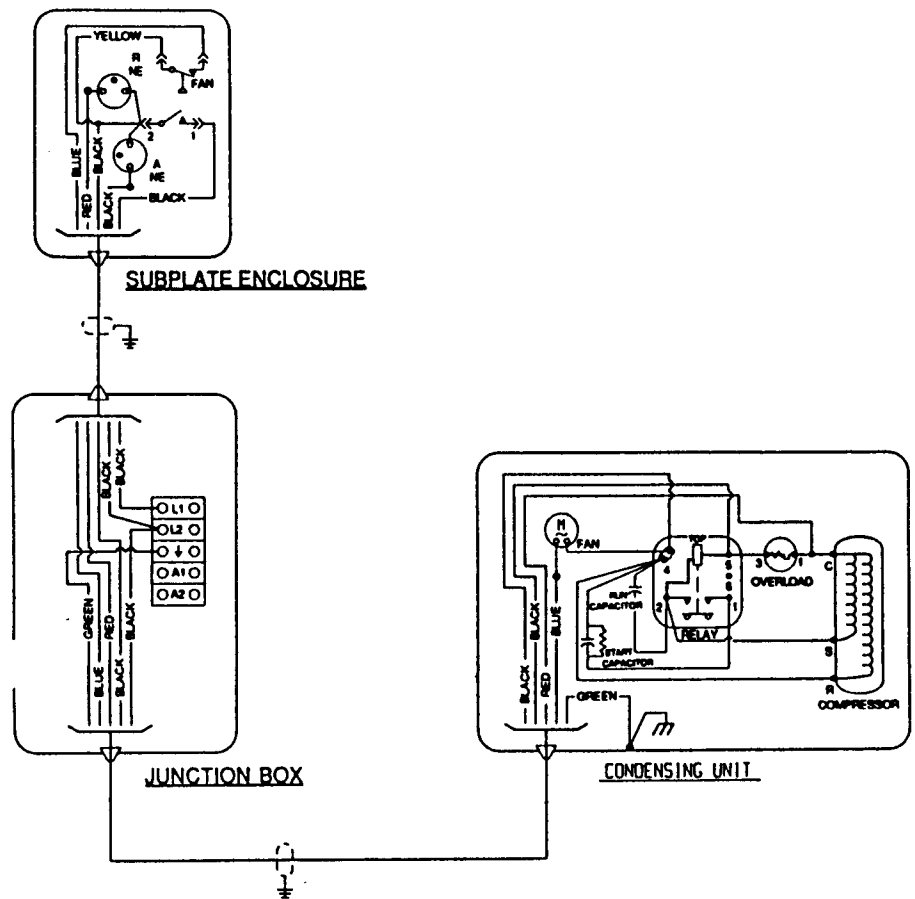 YELLOW
R
NE
FAN
2
1
BLUE
RED
BLACK
BLACK
A
NE
BLACK
SUBPLATE ENCLOSURE
BLACK
BLACK
L1
L2
A1
A2
GREEN
BLUE
RED
BLACK
BLACK
JUNCTION BOX
M
FAN
TOP
4
5
6
3
1
OVERLOAD
C
RUN
CAPACITOR
2
1
RELAY
START
CAPACITOR
S
R
COMPRESSOR
BLACK
BLACK
RED
BLUE
GREEN
CONDENSING UNIT